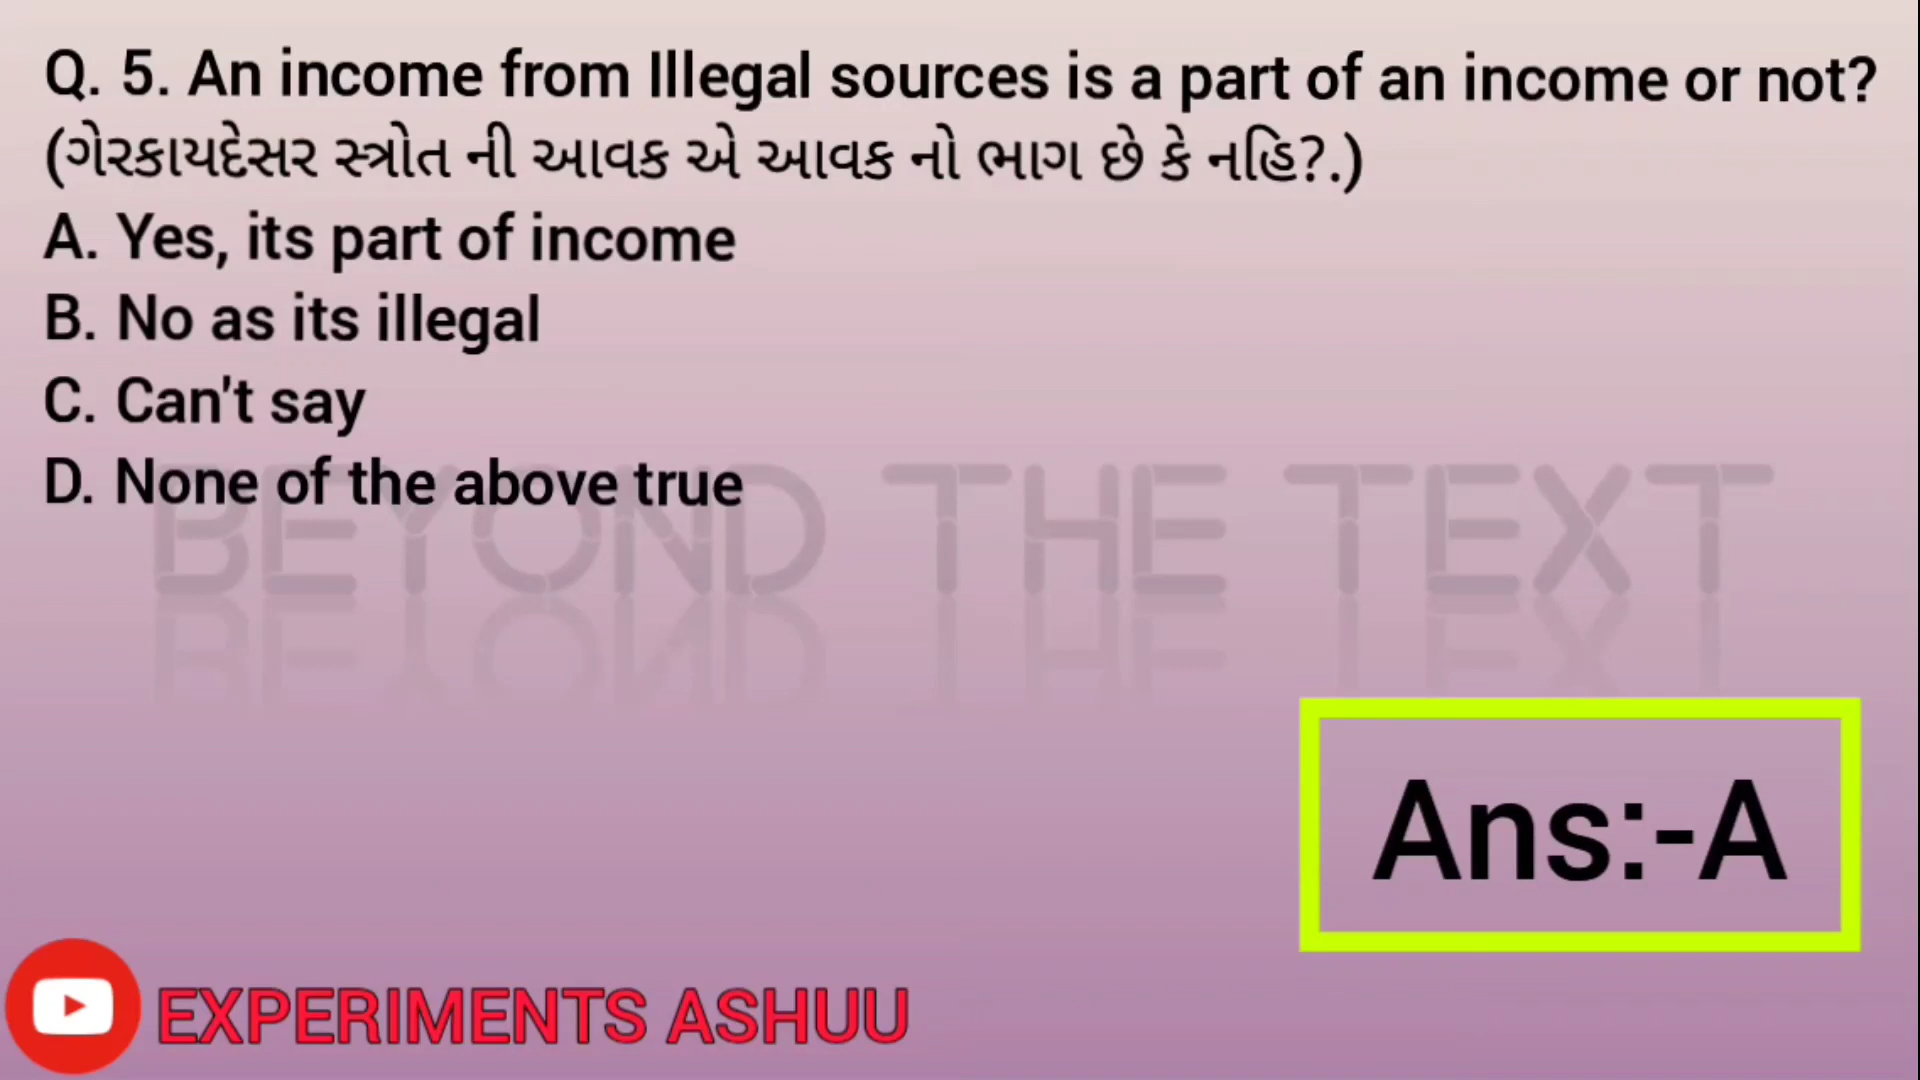 Q. 5. An income from Illegal sources is a part of an income or not?
(ગેરકાયદેસર સ્ત્રોત ની આવક એ આવક નો ભાગ છે કે નહિ?.)
A. Yes, its part of income
B. No as its illegal
C. Can't say
D. None of the above true
BEYOND THE TEXT
Ans:-A
EXPERIMENTS ASHUU